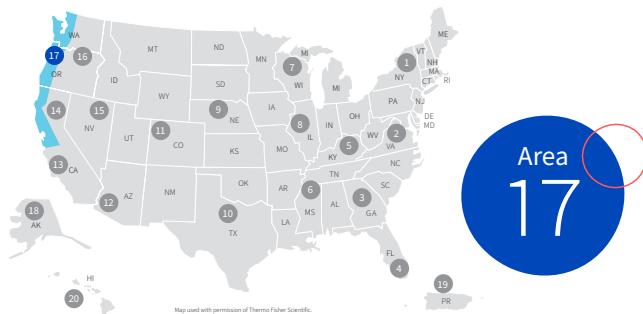 ME
WA
VT
MT
ND
17
16
MN
MI
1
NH
7
MA
OR
ID
SD
WI
NY
CT
RI
MI
WY
PA
NJ
14
15
9
IA
OH
NE
8
IN
DE
MD
NV
UT
11
CO
IL
WV
2
5
VA
KS
MO
KY
13
CA
NC
TN
OK
6
SC
12
AZ
NM
AR
3
18
10
MS
AL
GA
AK
TX
LA
FL
4
HI
19
20
PR
Map used with permission of Thermo Fisher Scientific.
Area
17